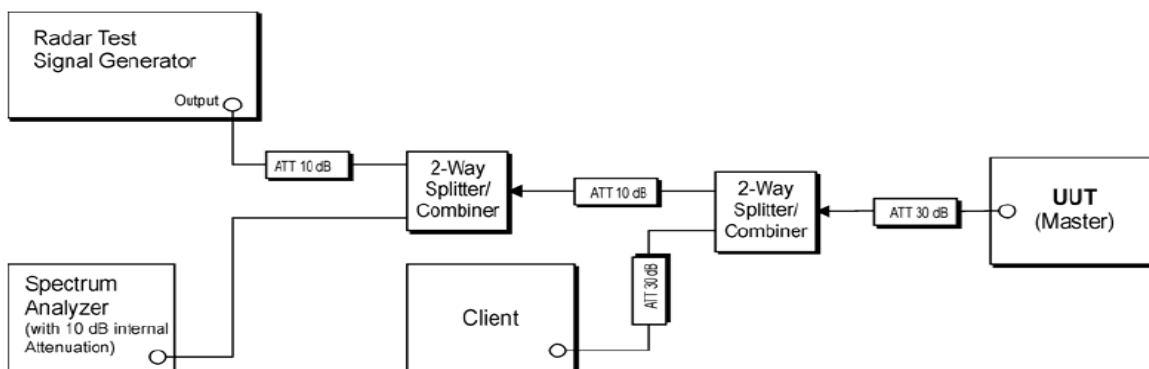 Radar Test
Signal Generator
Output
ATT 10 dB
2-Way
Splitter/
Combiner
ATT 10 dB
2-Way
Splitter/
Combiner
ATT 30 dB
UUT
(Master)
Spectrum
Analyzer
(with 10 dB internal
Attenuation)
Client
ATT 30 dB